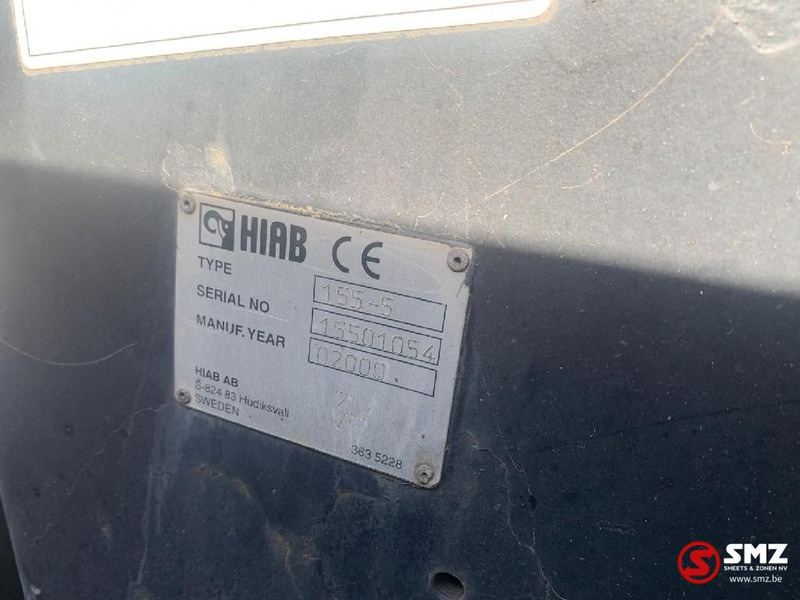 HIAB CE
TYPE 155-5
SERIAL NO 15501054
MANUF. YEAR 02000
HIAB AB
S-824 83 Hudiksvall
SWEDEN
363 5228
SMZ
SMEETS & ZONEN NV
www.smz.be